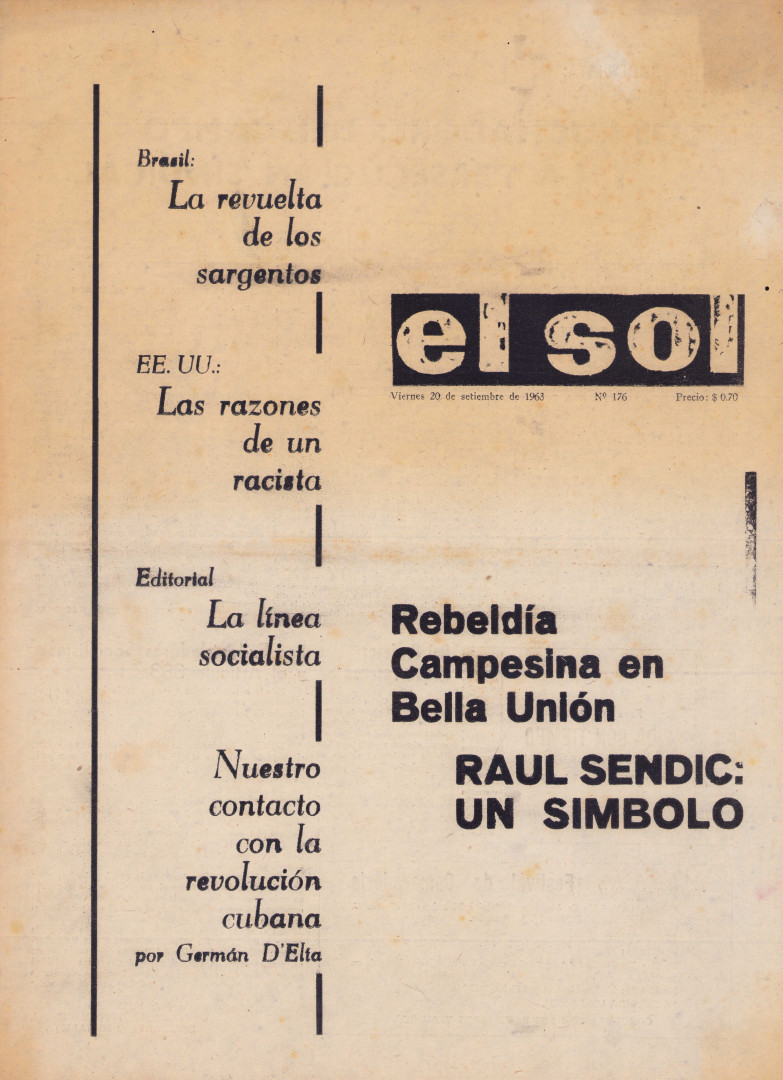 Brasil:
La revuelta
de los
sargentos
EE. UU.:
Las razones
de un
racista
Editorial
La línea
socialista
Nuestro
contacto
con la
revolución
cubana
por Germán D'Elía
el sol
Viernes 20 de setiembre de 1963 Nº 176 Precio: $ 0.70
Rebeldía
Campesina en
Bella Unión
RAUL SENDIC:
UN SIMBOLO